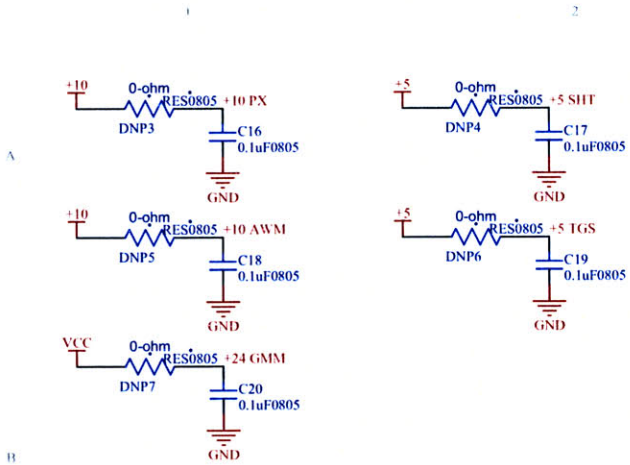 1 2
+10 0-ohm RES0805 +10 PX
DNP3
C16
0.1uF0805
GND
+5 0-ohm RES0805 +5 SHT
DNP4
C17
0.1uF0805
GND
A
+10 0-ohm RES0805 +10 AWM
DNP5
C18
0.1uF0805
GND
+5 0-ohm RES0805 +5 TGS
DNP6
C19
0.1uF0805
GND
VCC 0-ohm RES0805 +24 GMM
DNP7
C20
0.1uF0805
GND
B